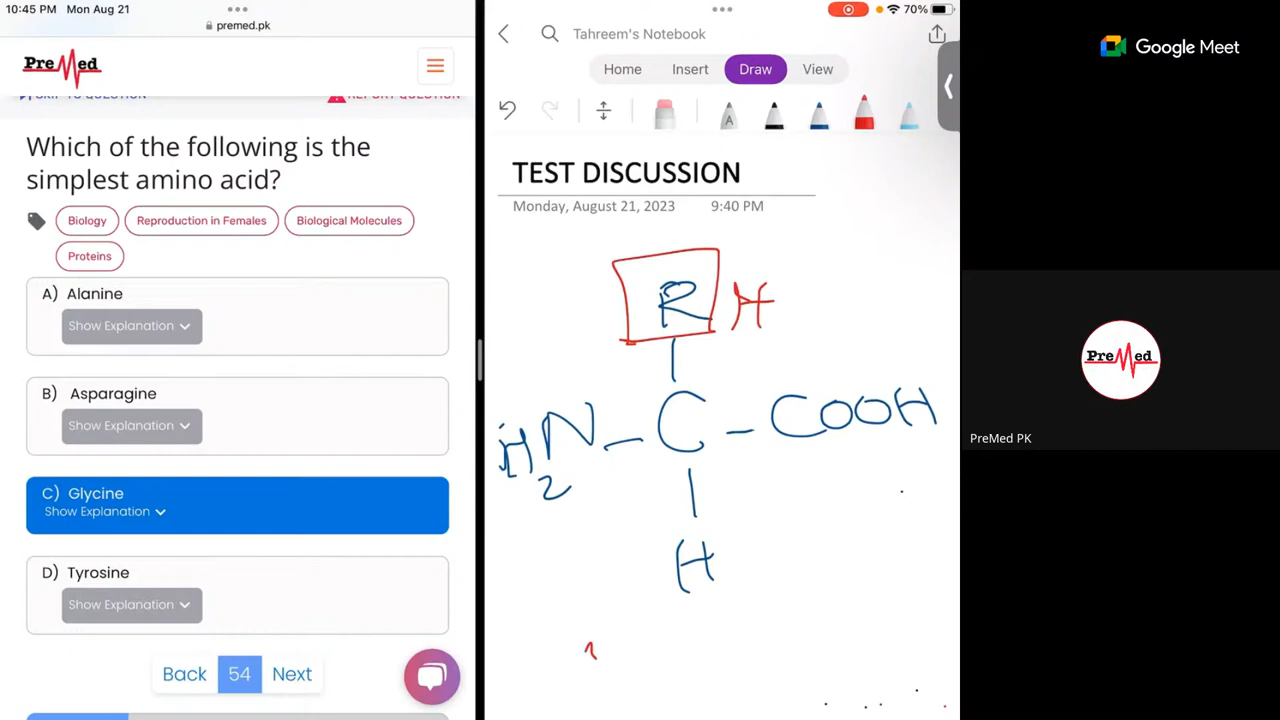 10:45 PM Mon Aug 21
premed.pk
PreMed
Which of the following is the
simplest amino acid?
Biology
Reproduction in Females
Biological Molecules
Proteins
A) Alanine
Show Explanation
B) Asparagine
Show Explanation
C) Glycine
Show Explanation
D) Tyrosine
Show Explanation
Back 54 Next
70%
Tahreem's Notebook
Home Insert Draw View
A
TEST DISCUSSION
Monday, August 21, 2023 9:40 PM
R H
H2N - C - COOH
H
Google Meet
PreMed
PreMed PK